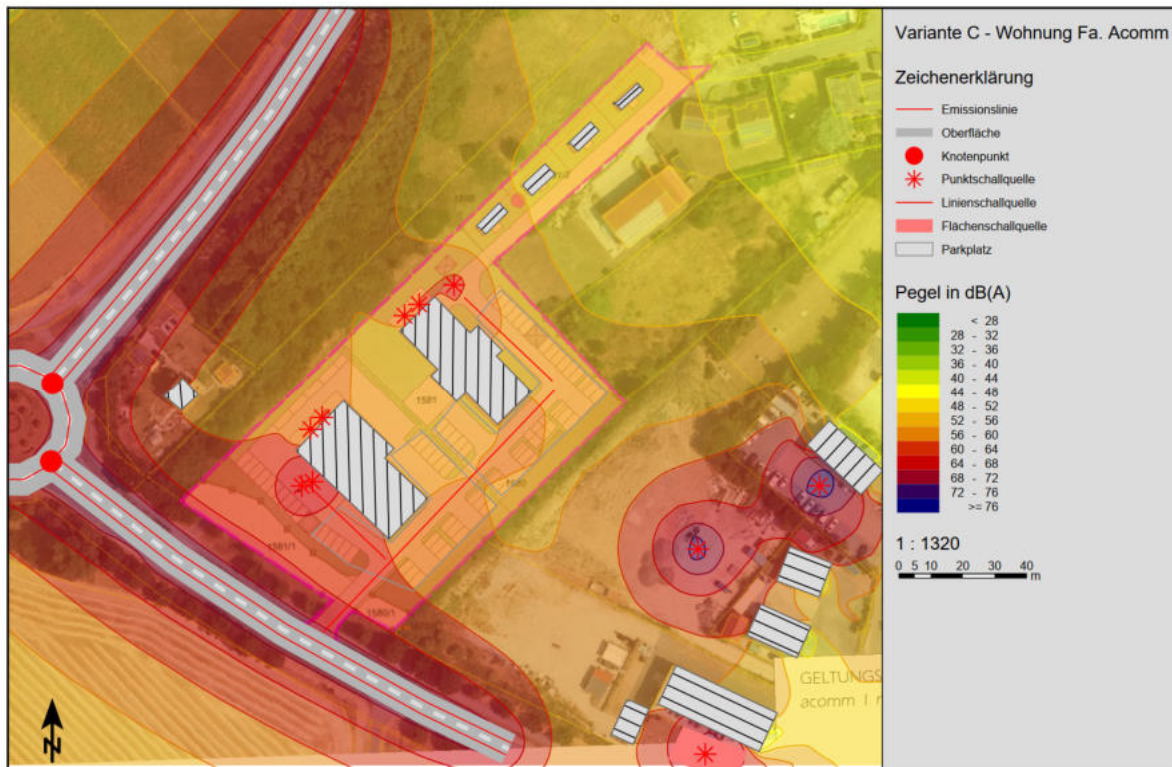 Variante C - Wohnung Fa. Acomm
Zeichenerklärung
Emissionslinie
Oberfläche
Knotenpunkt
Punktschallquelle
Linienschallquelle
Flächenschallquelle
Parkplatz
Pegel in dB(A)
< 28
28 - 32
32 - 36
36 - 40
40 - 44
44 - 48
48 - 52
52 - 56
56 - 60
60 - 64
64 - 68
68 - 72
72 - 76
>= 76
1 : 1320
0 5 10 20 30 40
m
1581
1581/1
1580/1
GELTUNGS
acomm I r
N